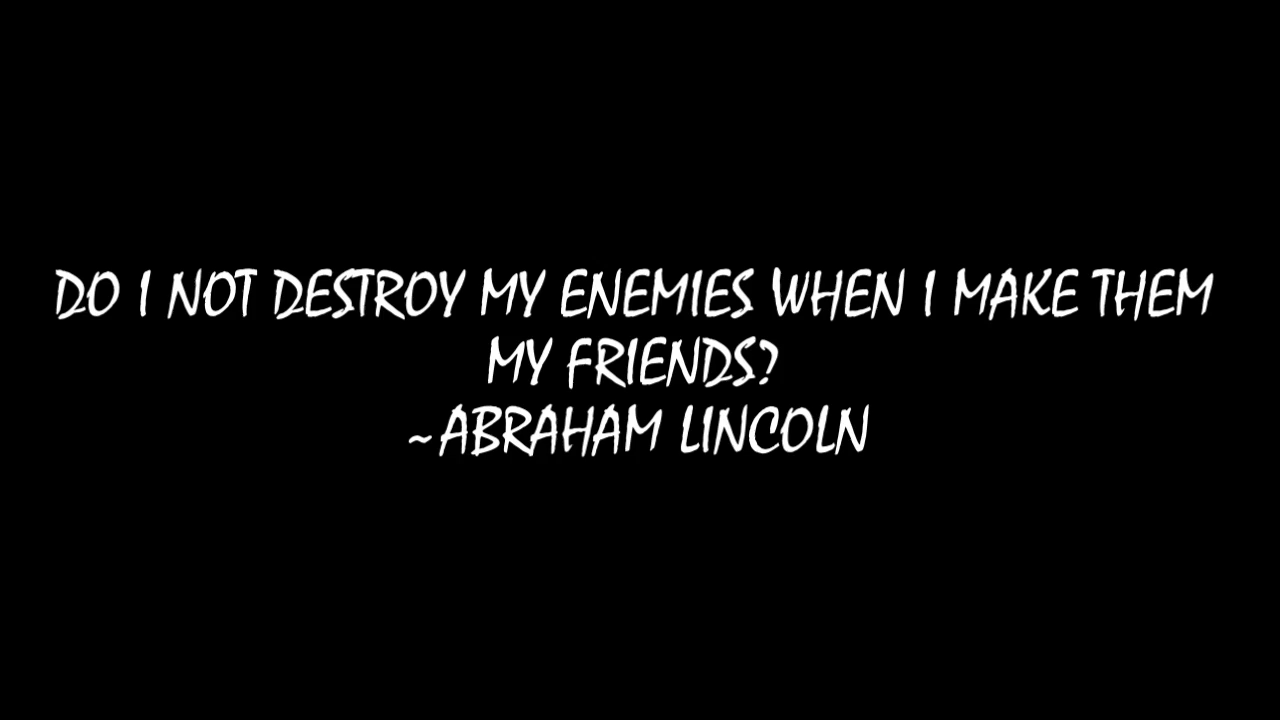 DO I NOT DESTROY MY ENEMIES WHEN I MAKE THEM
MY FRIENDS?
~ABRAHAM LINCOLN